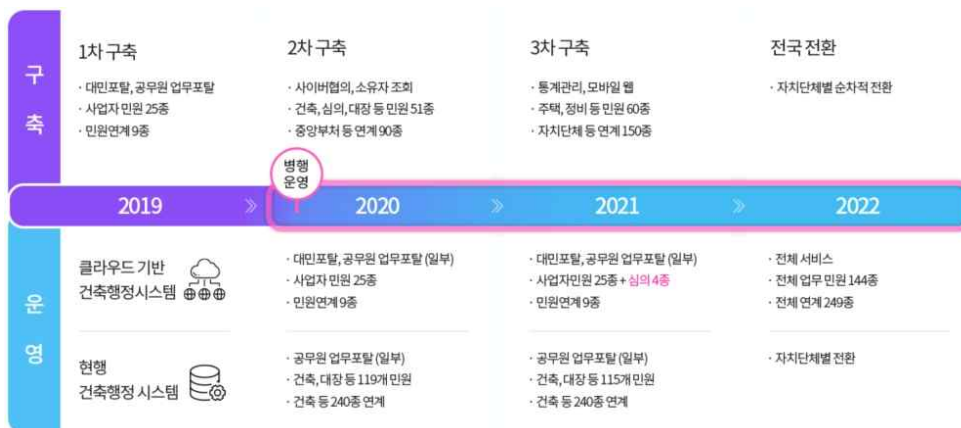 구축
1차 구축
· 대민포탈, 공무원 업무포탈
· 사업자 민원 25종
· 민원연계 9종
2차 구축
· 사이버협의, 소유자 조회
· 건축, 심의, 대장 등 민원 51종
· 중앙부처 등 연계 90종
3차 구축
· 통계관리, 모바일 웹
· 주택, 정비 등 민원 60종
· 자치단체 등 연계 150종
전국 전환
· 자치단체별 순차적 전환
병행
운영
2019
2020
2021
2022
운영
클라우드 기반
건축행정시스템
· 대민포탈, 공무원 업무포탈 (일부)
· 사업자 민원 25종
· 민원연계 9종
· 대민포탈, 공무원 업무포탈 (일부)
· 사업자민원 25종 + 심의 4종
· 민원연계 9종
· 전체 서비스
· 전체 업무 민원 144종
· 전체 연계 249종
현행
건축행정 시스템
· 공무원 업무포탈 (일부)
· 건축, 대장 등 119개 민원
· 건축 등 240종 연계
· 공무원 업무포탈 (일부)
· 건축, 대장 등 115개 민원
· 건축 등 240종 연계
· 자치단체별 전환